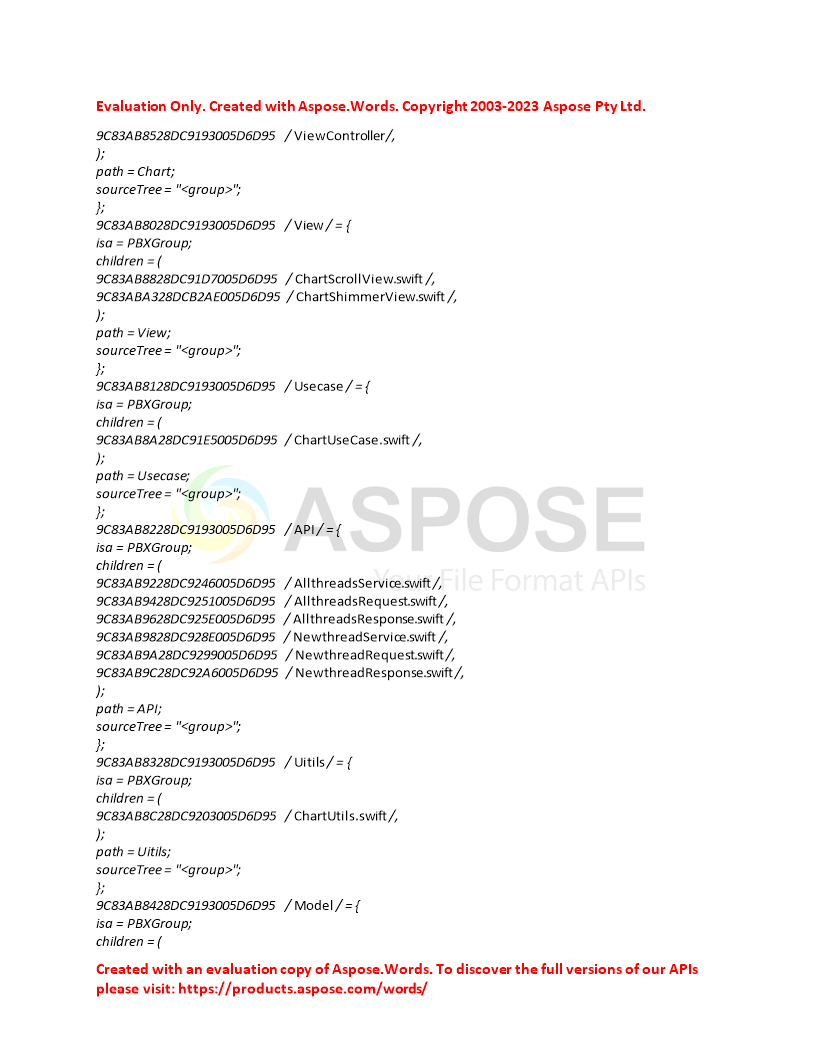 Evaluation Only. Created with Aspose.Words. Copyright 2003-2023 Aspose Pty Ltd.
9C83AB8528DC9193005D6D95 / ViewController/,
);
path = Chart;
sourceTree = "<group>";
};
9C83AB8028DC9193005D6D95 / View / = {
isa = PBXGroup;
children = (
9C83AB8828DC91D7005D6D95 / ChartScrollView.swift /,
9C83ABA328DCB2AE005D6D95 / ChartShimmerView.swift /,
);
path = View;
sourceTree = "<group>";
};
9C83AB8128DC9193005D6D95 / Usecase / = {
isa = PBXGroup;
children = (
9C83AB8A28DC91E5005D6D95 / ChartUseCase.swift /,
);
path = Usecase;
sourceTree = "<group>";
};
9C83AB8228DC9193005D6D95 / API / = {
isa = PBXGroup;
children = (
9C83AB9228DC9246005D6D95 / AllthreadsService.swift /,
9C83AB9428DC9251005D6D95 / AllthreadsRequest.swift /,
9C83AB9628DC925E005D6D95 / AllthreadsResponse.swift /,
9C83AB9828DC928E005D6D95 / NewthreadService.swift /,
9C83AB9A28DC9299005D6D95 / NewthreadRequest.swift /,
9C83AB9C28DC92A6005D6D95 / NewthreadResponse.swift /,
);
path = API;
sourceTree = "<group>";
};
9C83AB8328DC9193005D6D95 / Uitils / = {
isa = PBXGroup;
children = (
9C83AB8C28DC9203005D6D95 / ChartUtils.swift /,
);
path = Uitils;
sourceTree = "<group>";
};
9C83AB8428DC9193005D6D95 / Model / = {
isa = PBXGroup;
children = (
Created with an evaluation copy of Aspose.Words. To discover the full versions of our APIs
please visit: https://products.aspose.com/words/
ASPOSE
Your File Format APIs